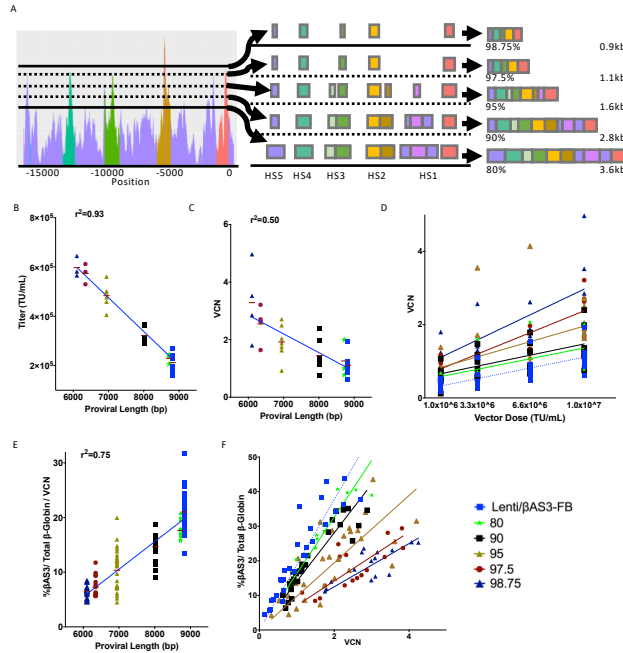 A
98.75% 0.9kb
97.5% 1.1kb
95% 1.6kb
90% 2.8kb
80% 3.6kb
-15000 -10000 -5000 0
Position
HS5 HS4 HS3 HS2 HS1
B
r²=0.93
8×10⁵
6×10⁵
4×10⁵
2×10⁵
Titer (TU/mL)
6000 7000 8000 9000
Proviral Length (bp)
C
r²=0.50
6
4
2
0
VCN
6000 7000 8000 9000
Proviral Length (bp)
D
4
2
0
VCN
1.0x10^6 3.3x10^6 6.6x10^6 1.0x10^7
Vector Dose (TU/mL)
E
r²=0.75
30
20
10
0
%βAS3/ Total β-Globin / VCN
6000 7000 8000 9000
Proviral Length (bp)
F
50
40
30
20
10
0
%βAS3/ Total β-Globin
0 2 4
VCN
Lenti/βAS3-FB
80
90
95
97.5
98.75